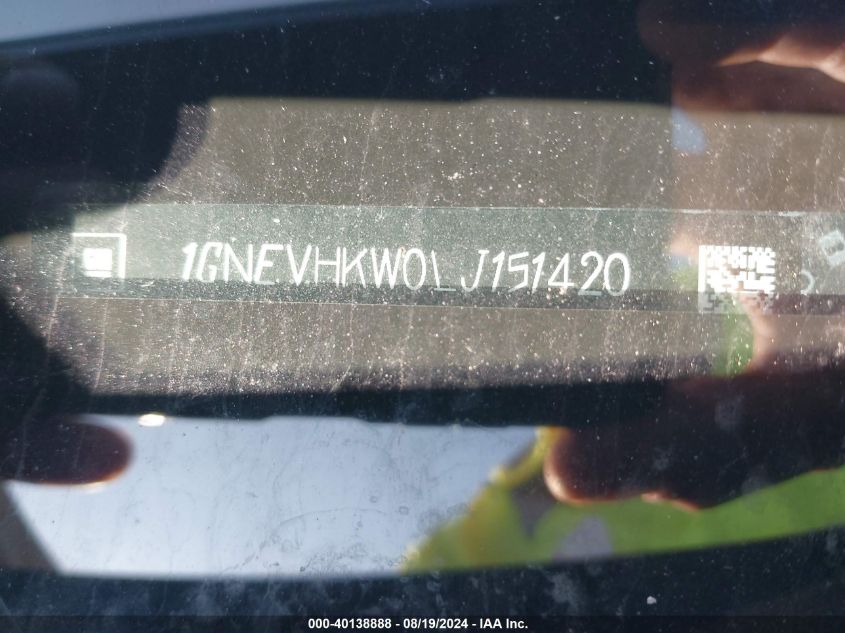 1GNEVHKW0LJ151420
000-40138888 - 08/19/2024 - IAA Inc.